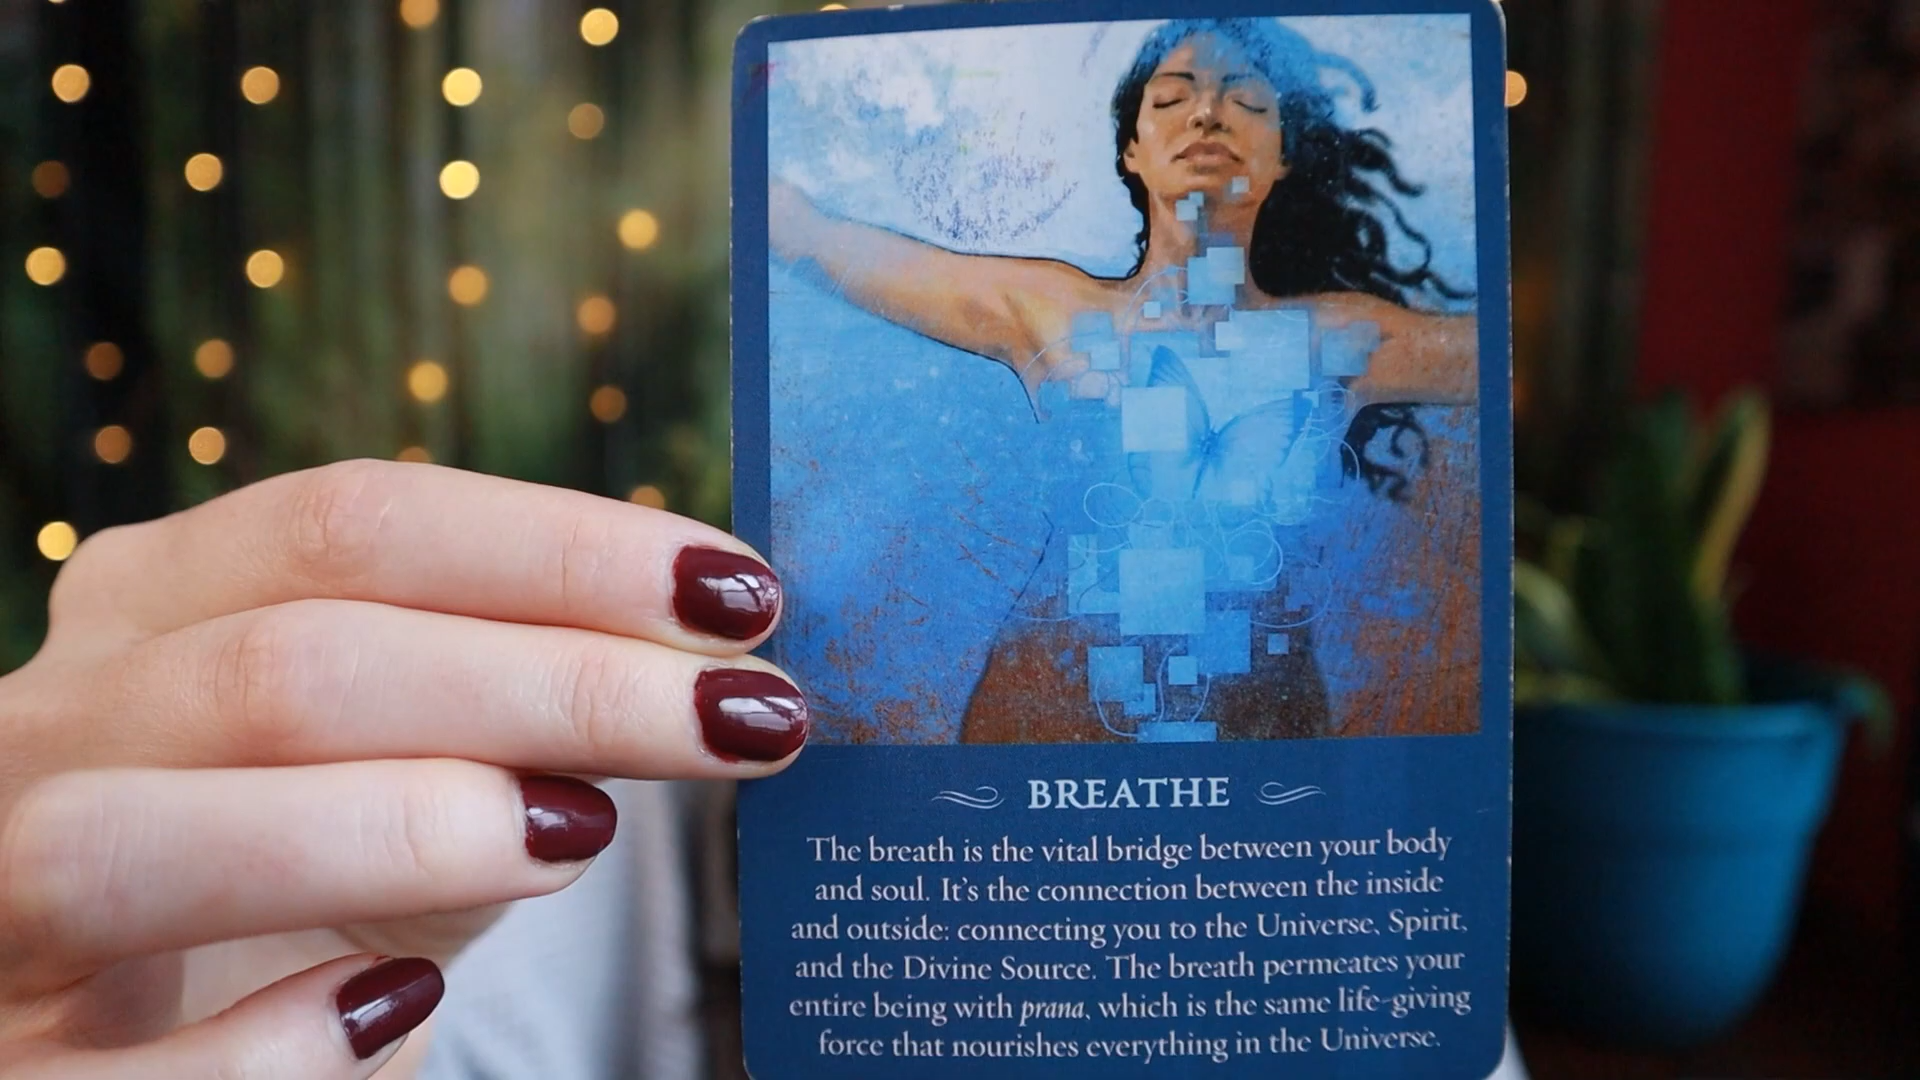 BREATHE
The breath is the vital bridge between your body
and soul. It's the connection between the inside
and outside: connecting you to the Universe, Spirit,
and the Divine Source. The breath permeates your
entire being with prana, which is the same life-giving
force that nourishes everything in the Universe.